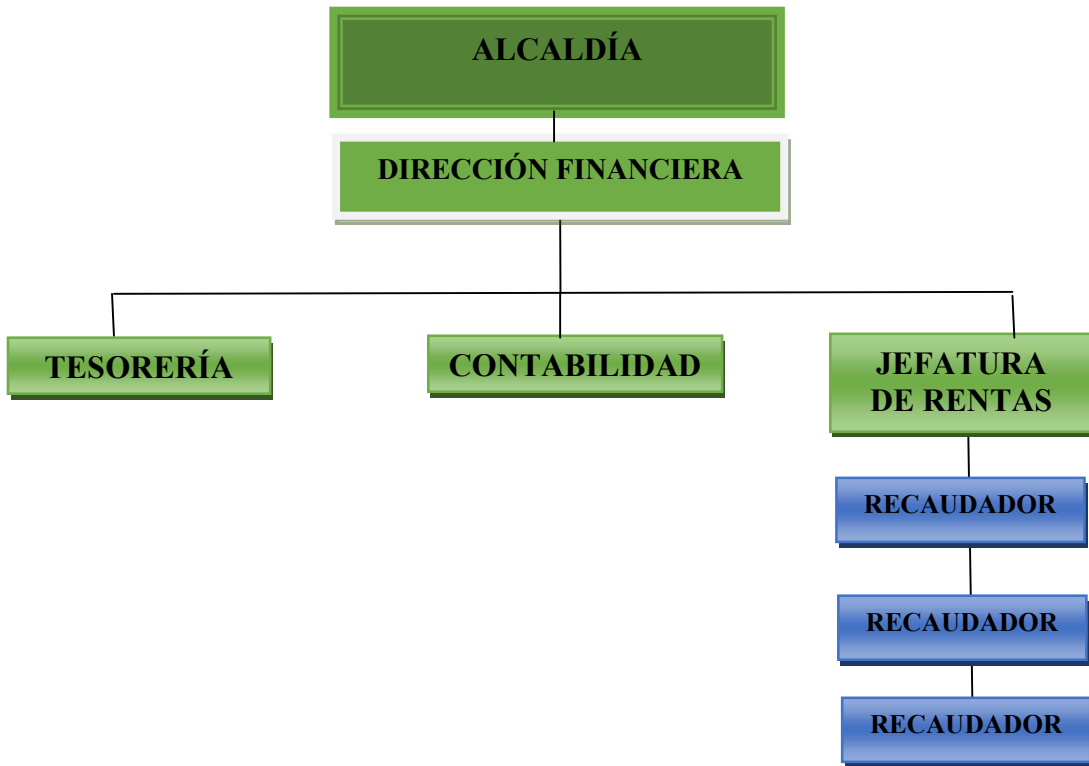 ALCALDÍA
DIRECCIÓN FINANCIERA
TESORERÍA
CONTABILIDAD
JEFATURA
DE RENTAS
RECAUDADOR
RECAUDADOR
RECAUDADOR